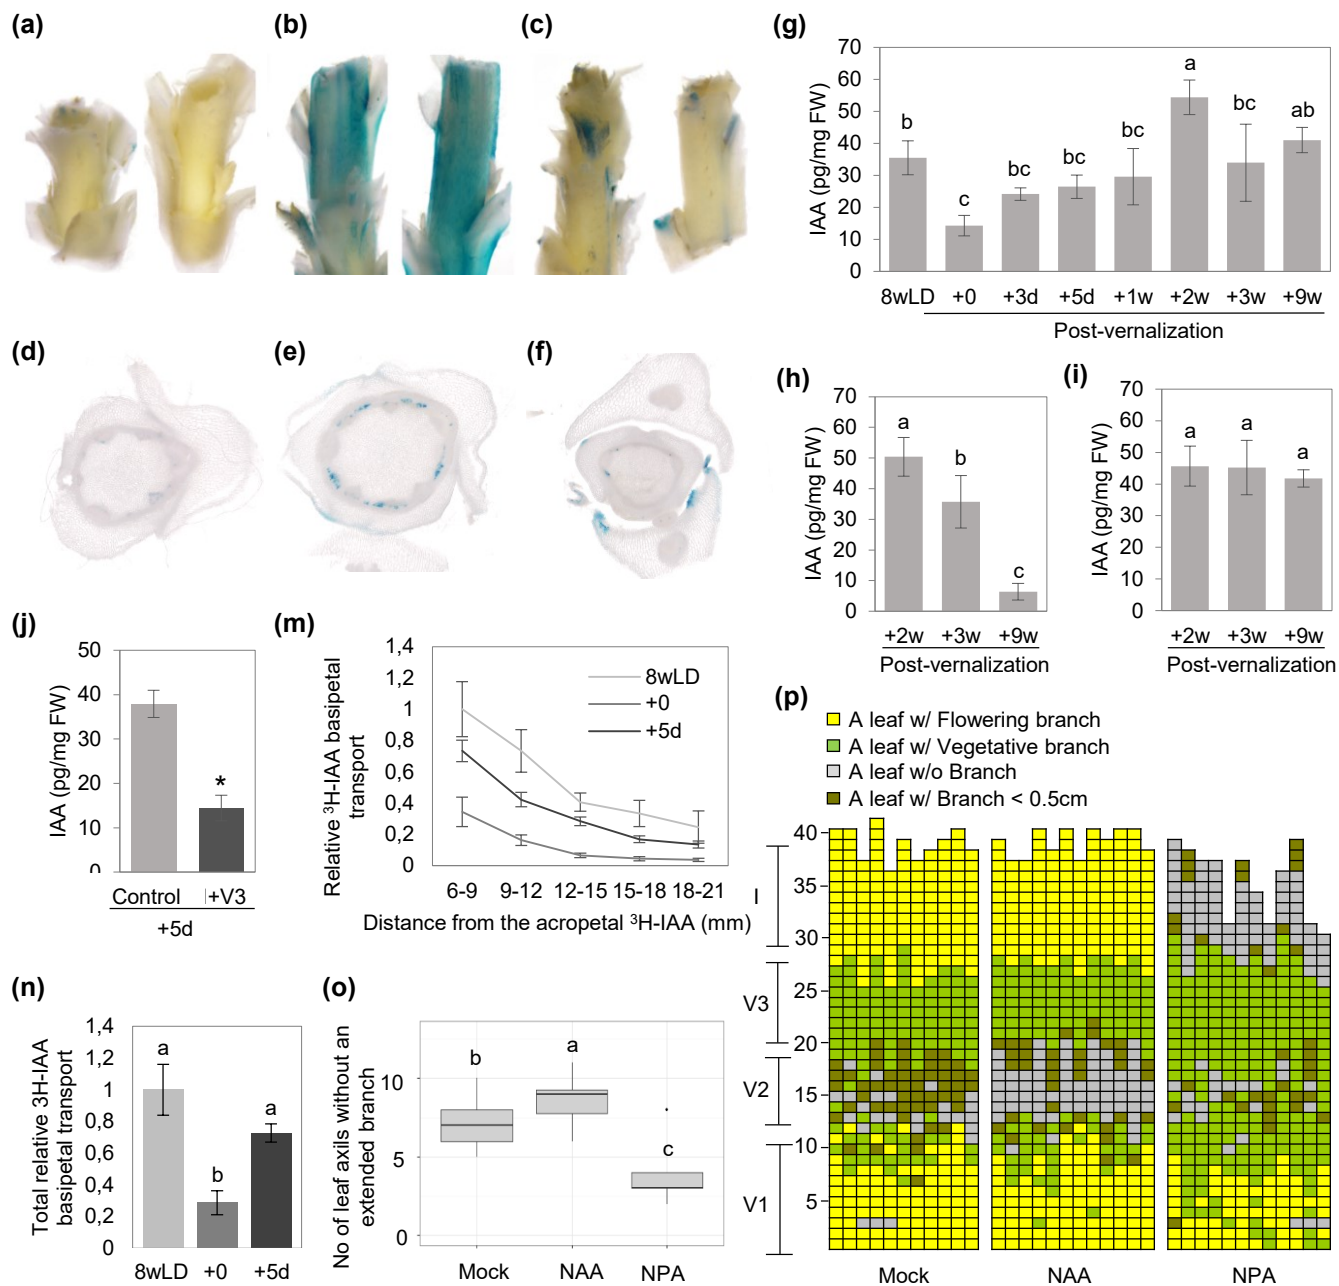 (a)
(b)
(c)
(d)
(e)
(f)
(g)
IAA (pg/mg FW)
70
60
50
40
30
20
10
0
b
c
bc
bc
bc
a
bc
ab
8wLD +0 +3d +5d +1w +2w +3w +9w
Post-vernalization
(h)
IAA (pg/mg FW)
70
60
50
40
30
20
10
0
a
b
c
+2w +3w +9w
Post-vernalization
(i)
IAA (pg/mg FW)
70
60
50
40
30
20
10
0
a
a
a
+2w +3w +9w
Post-vernalization
(j)
IAA (pg/mg FW)
50
40
30
20
10
0
*
Control I+V3
+5d
(m)
Relative ³H-IAA basipetal
transport
1,4
1,2
1
0,8
0,6
0,4
0,2
0
8wLD
+0
+5d
6-9 9-12 12-15 15-18 18-21
Distance from the acropetal ³H-IAA (mm)
(n)
Total relative 3H-IAA
basipetal transport
1,4
1,2
1
0,8
0,6
0,4
0,2
0
a
b
a
8wLD +0 +5d
(o)
No of leaf axis without an
extended branch
10
5
0
b
a
c
Mock NAA NPA
(p)
A leaf w/ Flowering branch
A leaf w/ Vegetative branch
A leaf w/o Branch
A leaf w/ Branch < 0.5cm
40
35
30
25
20
15
10
5
I
V3
V2
V1
Mock NAA NPA